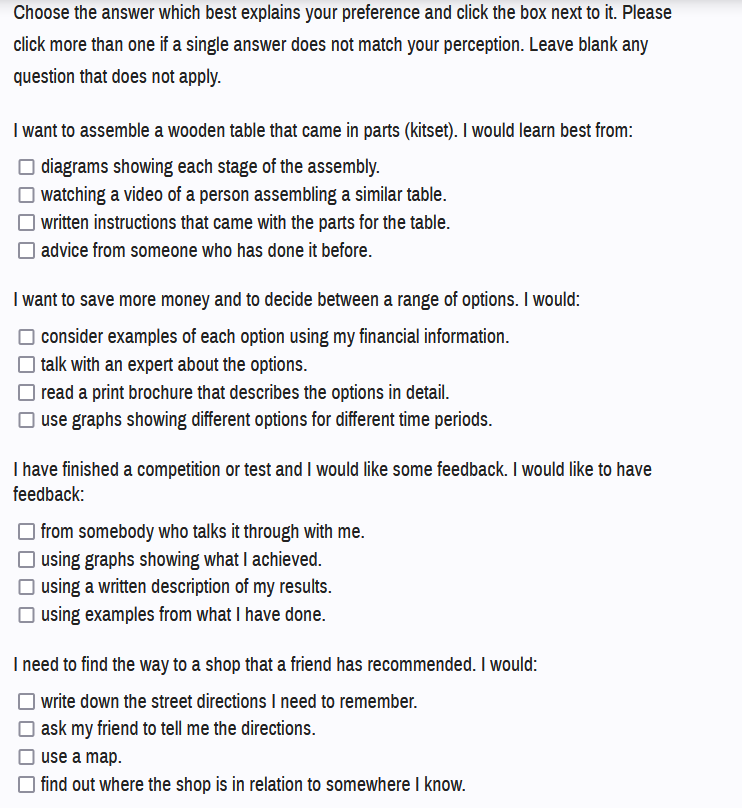 Choose the answer which best explains your preference and click the box next to it. Please
click more than one if a single answer does not match your perception. Leave blank any
question that does not apply.
I want to assemble a wooden table that came in parts (kitset). I would learn best from:
diagrams showing each stage of the assembly.
watching a video of a person assembling a similar table.
written instructions that came with the parts for the table.
advice from someone who has done it before.
I want to save more money and to decide between a range of options. I would:
consider examples of each option using my financial information.
talk with an expert about the options.
read a print brochure that describes the options in detail.
use graphs showing different options for different time periods.
I have finished a competition or test and I would like some feedback. I would like to have
feedback:
from somebody who talks it through with me.
using graphs showing what I achieved.
using a written description of my results.
using examples from what I have done.
I need to find the way to a shop that a friend has recommended. I would:
write down the street directions I need to remember.
ask my friend to tell me the directions.
use a map.
find out where the shop is in relation to somewhere I know.